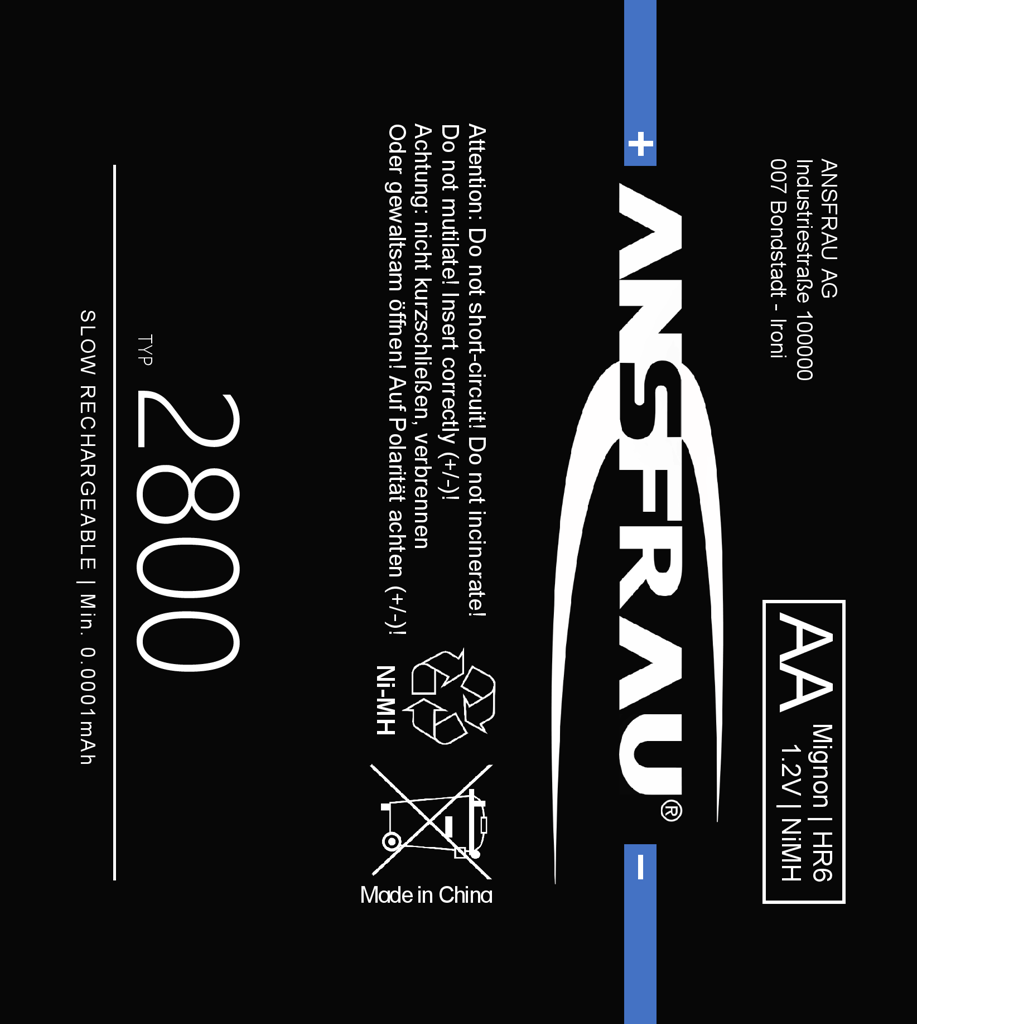 ANSFRAU AG
Industriestraße 100000
007 Bondstadt - Ironi
AA
Mignon | HR6
1.2V | NiMH
+
ANSFRAU®
−
Attention: Do not short-circuit! Do not incinerate!
Do not mutilate! Insert correctly (+/-)!
Achtung: nicht kurzschließen, verbrennen
Oder gewaltsam öffnen! Auf Polarität achten (+/-)!
Ni-MH
Made in China
TYP 2800
SLOW RECHARGEABLE | Min. 0.0001mAh